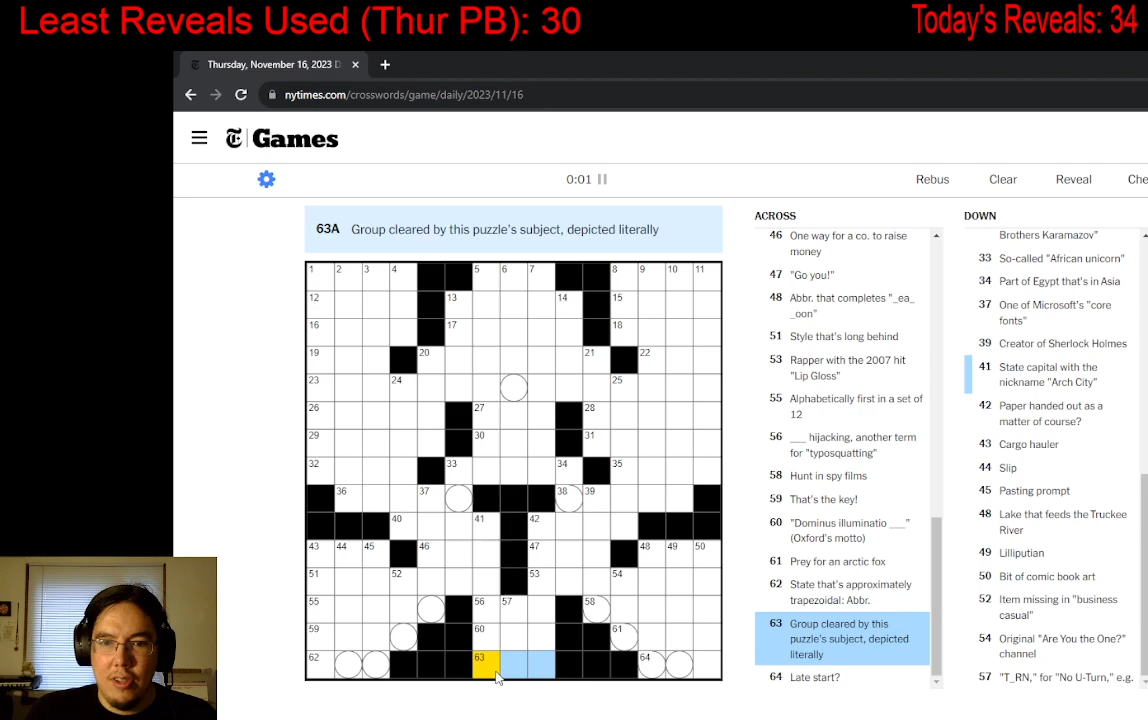 Least Reveals Used (Thur PB): 30
Today's Reveals: 34
Thursday, November 16, 2023 D
nytimes.com/crosswords/game/daily/2023/11/16
Games
0:01
Rebus Clear Reveal Che
63A Group cleared by this puzzle's subject, depicted literally
1 2 3 4 5 6 7 8 9 10 11
12 13 14 15
16 17 18
19 20 21 22
23 24 25
26 27 28
29 30 31
32 33 34 35
36 37 38 39
40 41 42
43 44 45 46 47 48 49 50
51 52 53 54
55 56 57 58
59 60 61
62 63 64
ACROSS
46 One way for a co. to raise
money
47 "Go you!"
48 Abbr. that completes "_ea_
_oon"
51 Style that's long behind
53 Rapper with the 2007 hit
"Lip Gloss"
55 Alphabetically first in a set of
12
56 ___ hijacking, another term
for "typosquatting"
58 Hunt in spy films
59 That's the key!
60 "Dominus illuminatio ___"
(Oxford's motto)
61 Prey for an arctic fox
62 State that's approximately
trapezoidal: Abbr.
63 Group cleared by this
puzzle's subject, depicted
literally
64 Late start?
DOWN
Brothers Karamazov"
33 So-called "African unicorn"
34 Part of Egypt that's in Asia
37 One of Microsoft's "core
fonts"
39 Creator of Sherlock Holmes
41 State capital with the
nickname "Arch City"
42 Paper handed out as a
matter of course?
43 Cargo hauler
44 Slip
45 Pasting prompt
48 Lake that feeds the Truckee
River
49 Lilliputian
50 Bit of comic book art
52 Item missing in "business
casual"
54 Original "Are You the One?"
channel
57 "T_RN," for "No U-Turn," e.g.